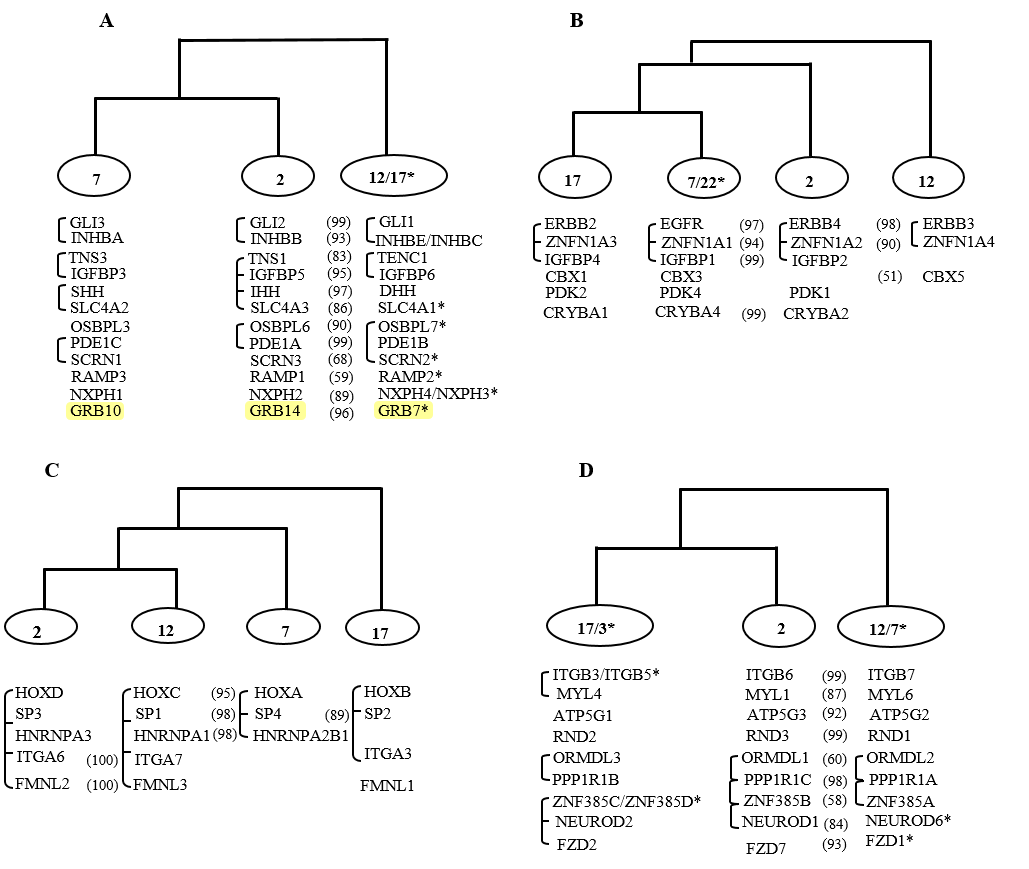 A
7 2 12/17*
GLI3 GLI2 (99) GLI1
INHBA INHBB (93) INHBE/INHBC
TNS3 TNS1 (83) TENC1
IGFBP3 IGFBP5 (95) IGFBP6
SHH IHH (97) DHH
SLC4A2 SLC4A3 (86) SLC4A1*
OSBPL3 OSBPL6 (90) OSBPL7*
PDE1C PDE1A (99) PDE1B
SCRN1 SCRN3 (68) SCRN2*
RAMP3 RAMP1 (59) RAMP2*
NXPH1 NXPH2 (89) NXPH4/NXPH3*
GRB10 GRB14 (96) GRB7*
B
17 7/22* 2 12
ERBB2 EGFR (97) ERBB4 (98) ERBB3
ZNFN1A3 ZNFN1A1 (94) ZNFN1A2 (90) ZNFN1A4
IGFBP4 IGFBP1 (99) IGFBP2
CBX1 CBX3 (51) CBX5
PDK2 PDK4 PDK1
CRYBA1 CRYBA4 (99) CRYBA2
C
2 12 7 17
HOXD HOXC (95) HOXA HOXB
SP3 SP1 (98) SP4 (89) SP2
HNRNPA3 HNRNPA1 (98) HNRNPA2B1
ITGA6 (100) ITGA7 ITGA3
FMNL2 (100) FMNL3 FMNL1
D
17/3* 2 12/7*
ITGB3/ITGB5* ITGB6 (99) ITGB7
MYL4 MYL1 (87) MYL6
ATP5G1 ATP5G3 (92) ATP5G2
RND2 RND3 (99) RND1
ORMDL3 ORMDL1 (60) ORMDL2
PPP1R1B PPP1R1C (98) PPP1R1A
ZNF385C/ZNF385D* ZNF385B (58) ZNF385A
NEUROD2 NEUROD1 (84) NEUROD6*
FZD2 FZD7 (93) FZD1*